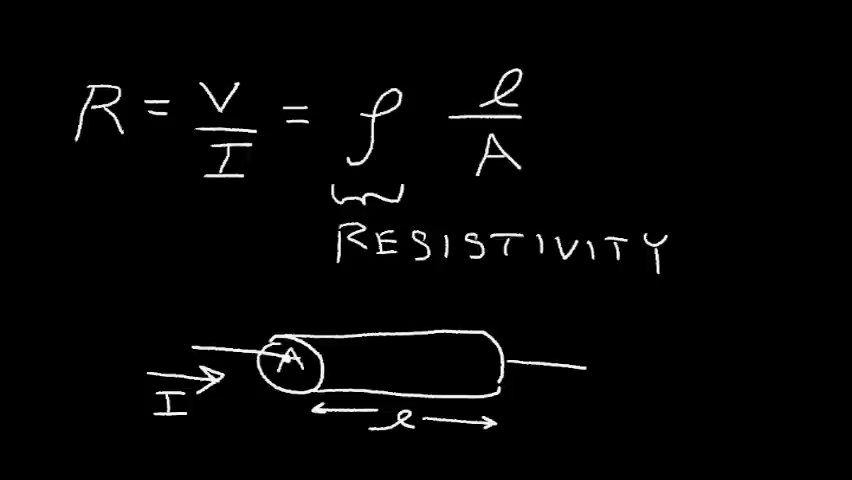 R = V/I = ρ ℓ/A
RESISTIVITY
A
I
ℓ